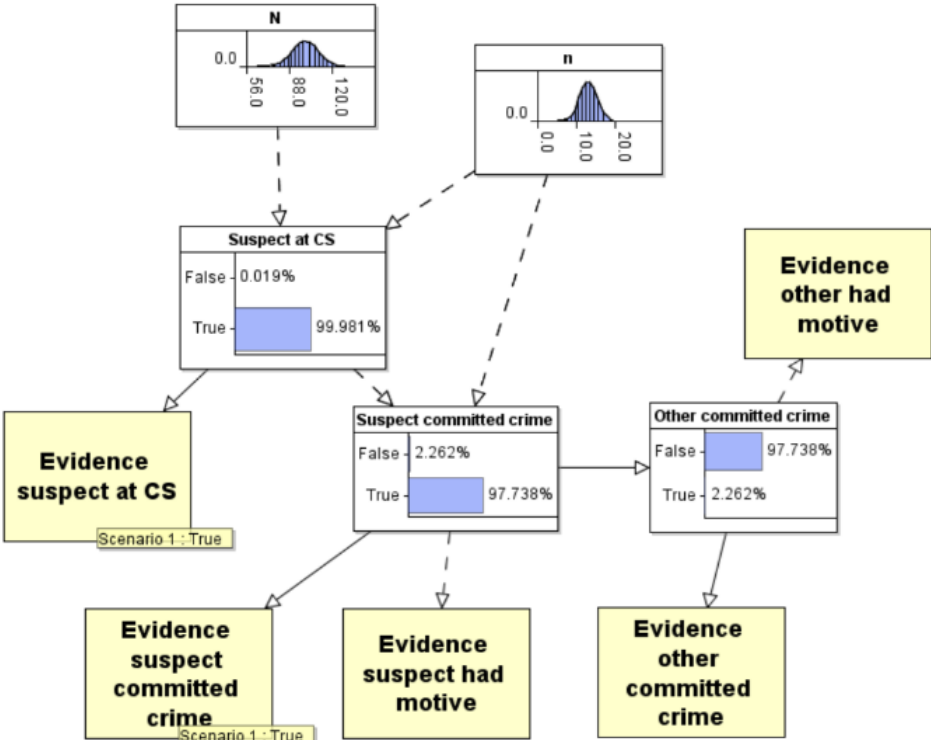 N
0.0
56.0
88.0
120.0
n
0.0
0.0
10.0
20.0
Suspect at CS
False
0.019%
True
99.981%
Evidence
other had
motive
Evidence
suspect at CS
Scenario 1 : True
Suspect committed crime
False
2.262%
True
97.738%
Other committed crime
False
97.738%
True
2.262%
Evidence
suspect
committed
crime
Scenario 1 : True
Evidence
suspect had
motive
Evidence
other
committed
crime